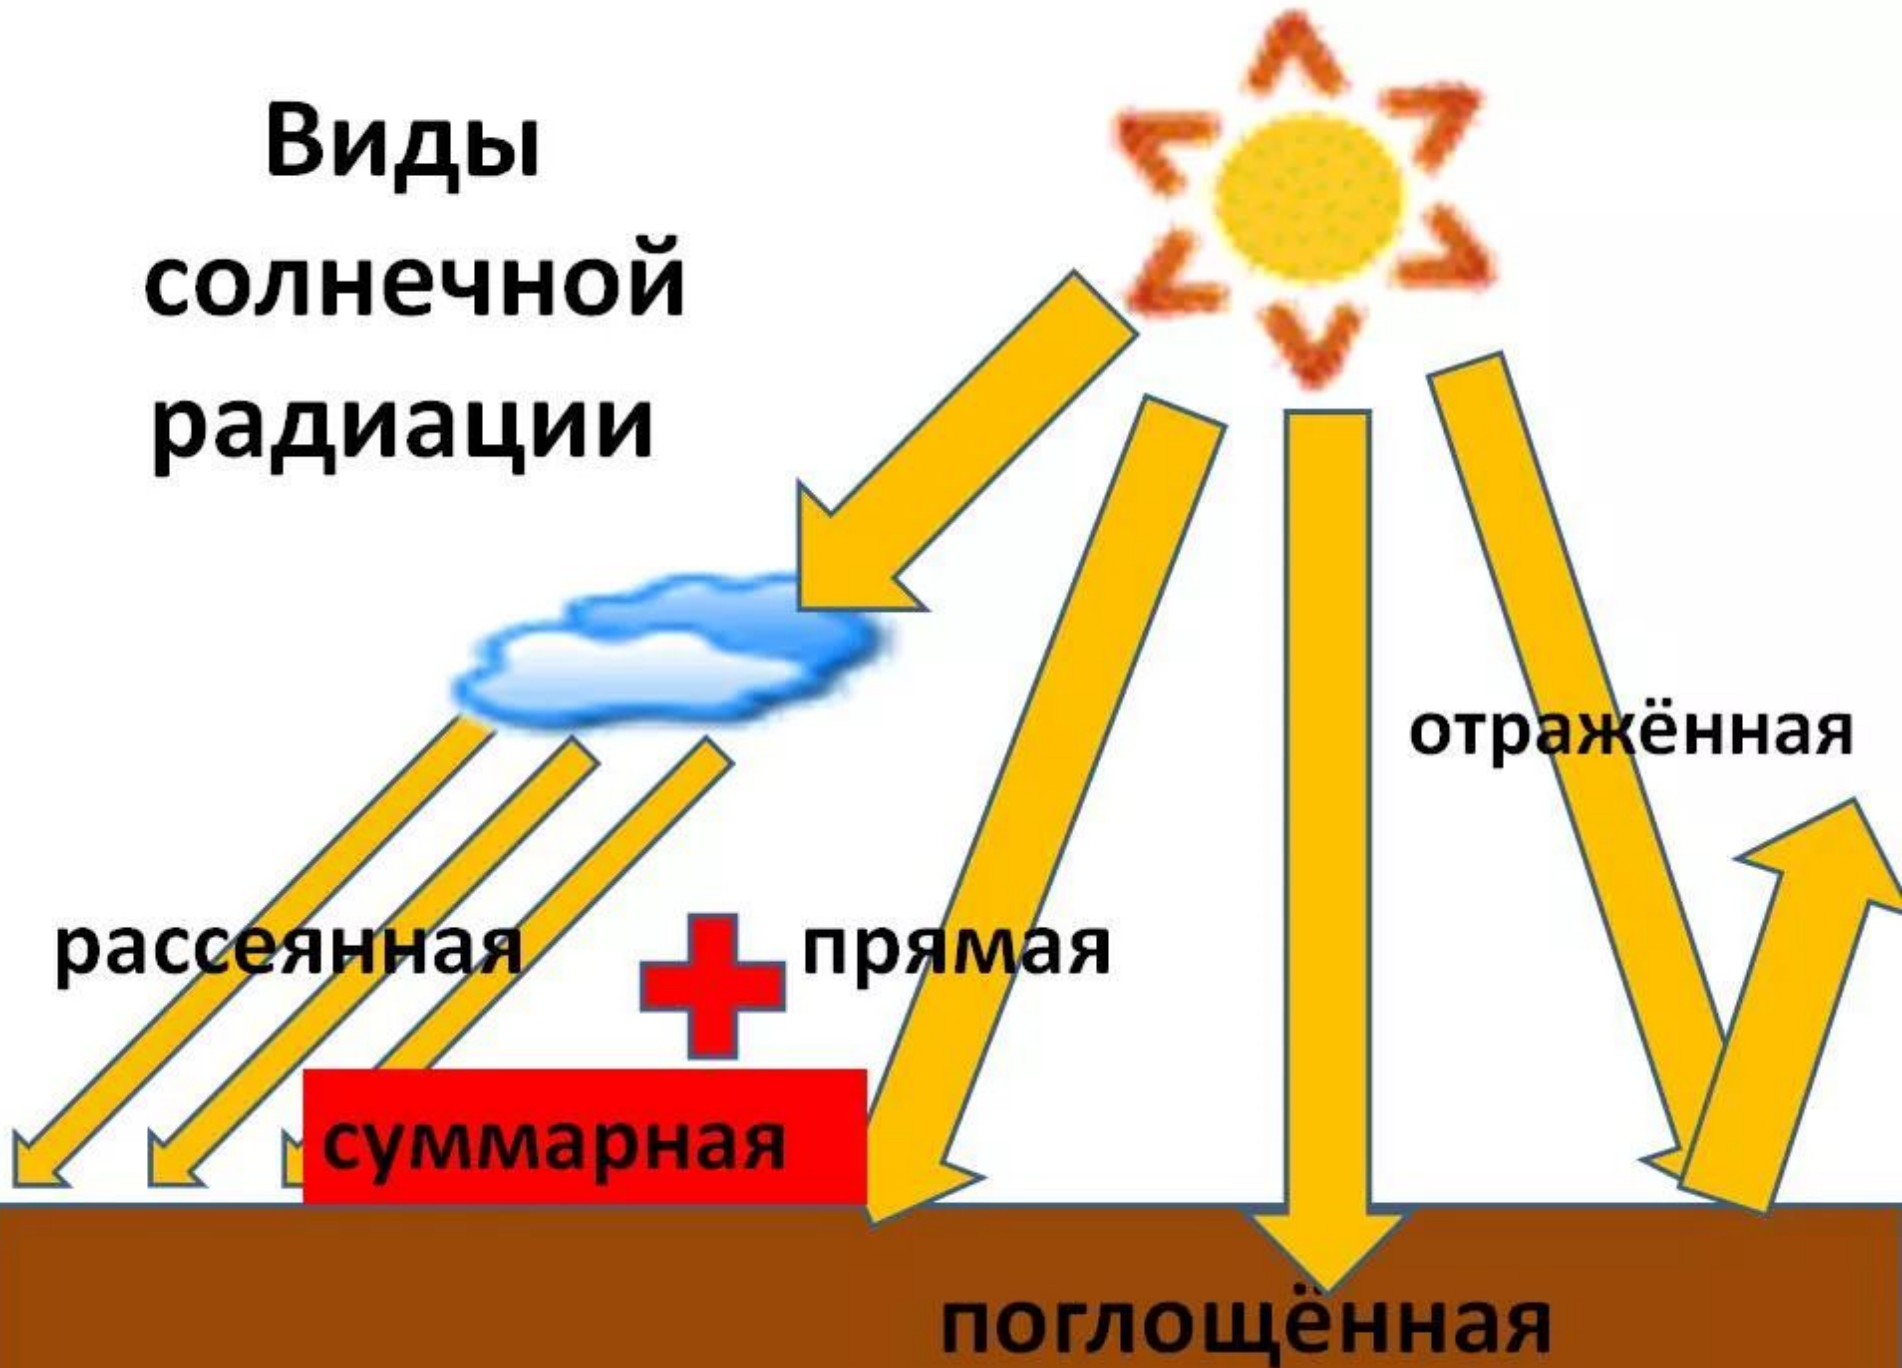 Виды
солнечной
радиации
отражённая
рассеянная
прямая
суммарная
поглощённая